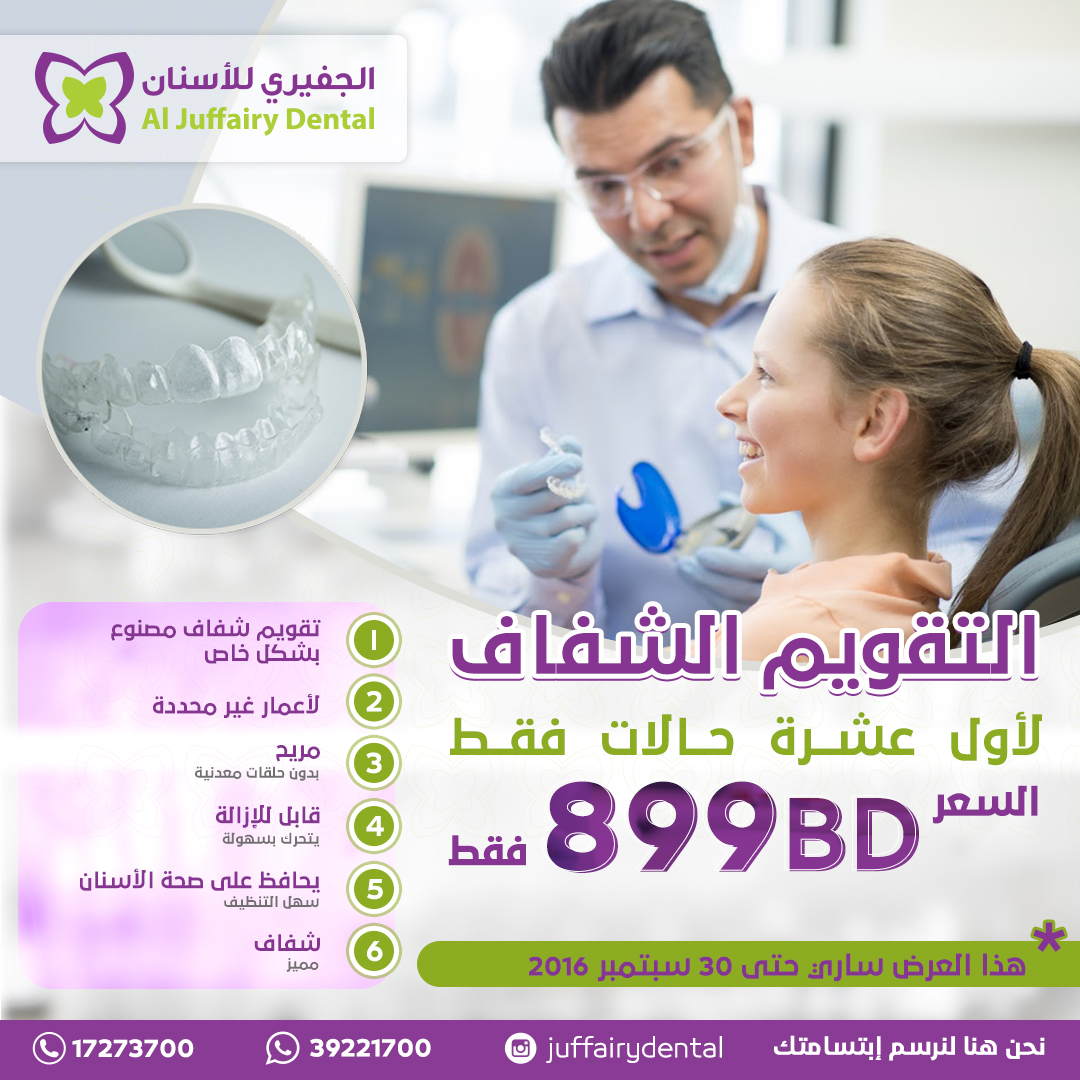 الجفيري للأسنان
Al Juffairy Dental
التقويم الشفاف
لأول عشرة حالات فقط
السعر 899BD فقط
1 تقويم شفاف مصنوع
بشكل خاص
2 لأعمار غير محددة
3 مريح
بدون حلقات معدنية
4 قابل للإزالة
يتحرك بسهولة
5 يحافظ على صحة الأسنان
سهل التنظيف
6 شفاف
مميز
* هذا العرض ساري حتى 30 سبتمبر 2016
نحن هنا لنرسم إبتسامتك juffairydental 39221700 17273700